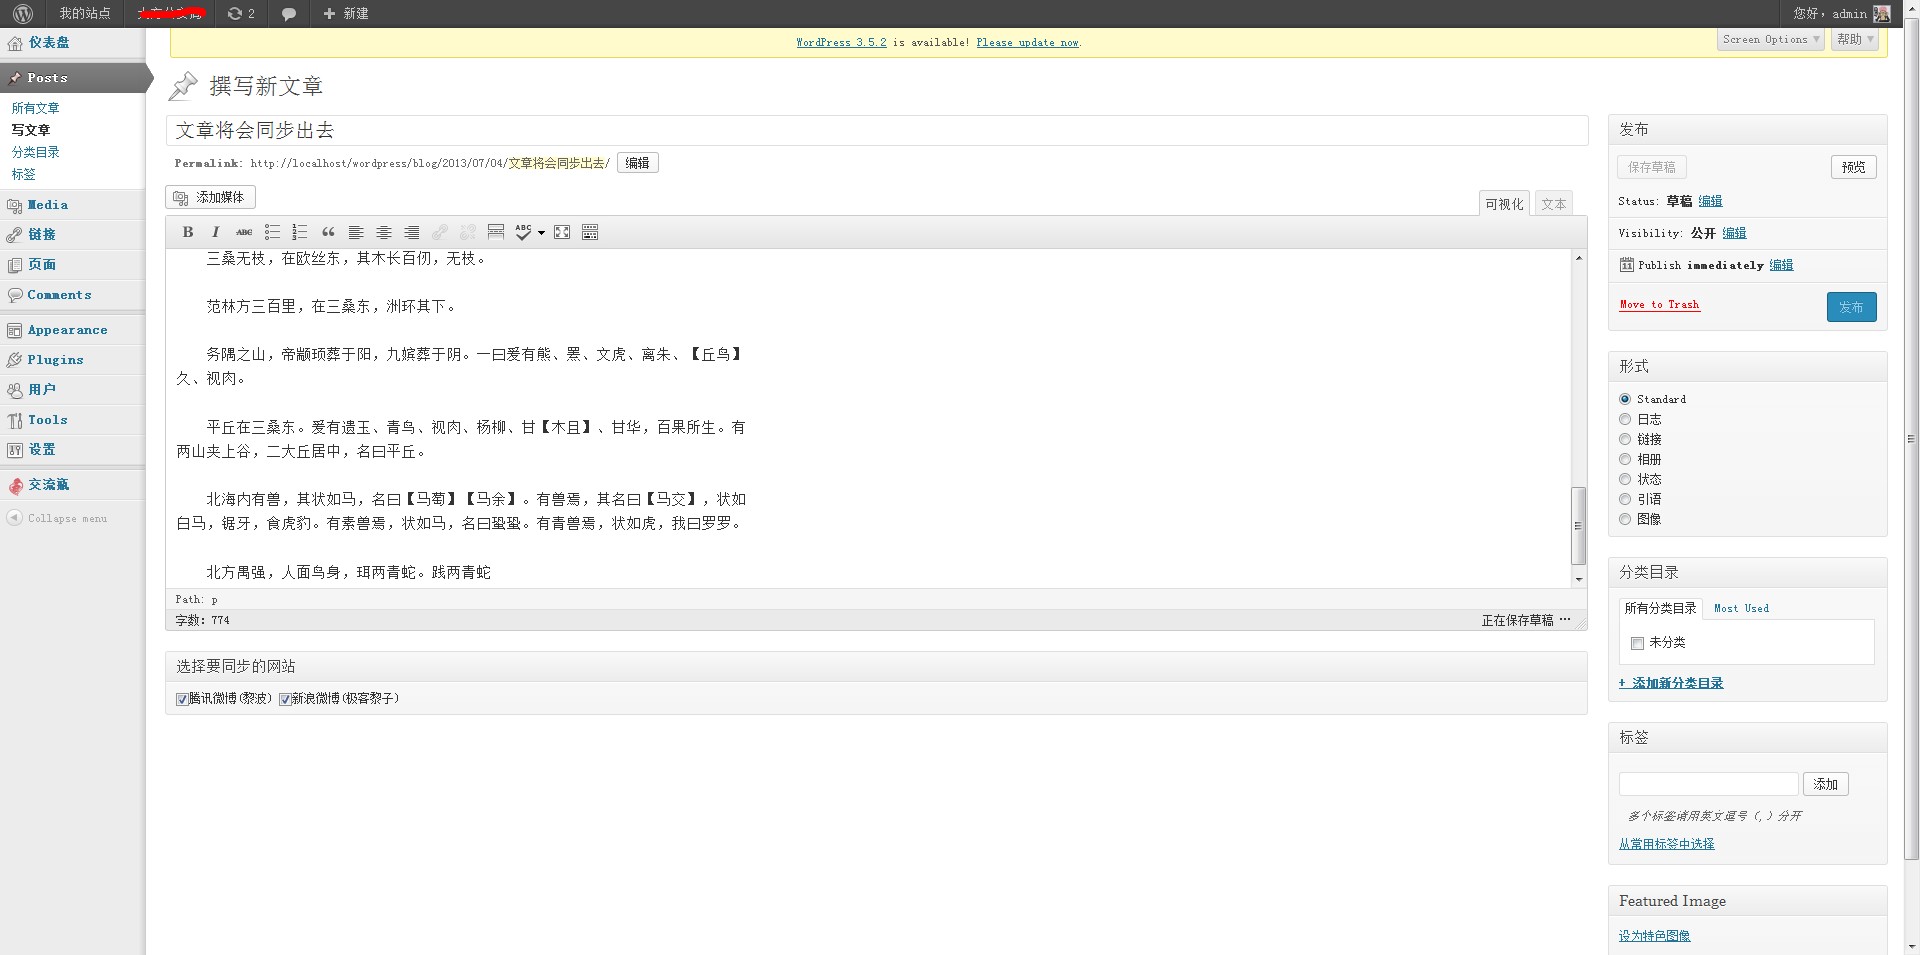 我的站点
2
新建
您好，admin
仪表盘
Posts
所有文章
写文章
分类目录
标签
Media
链接
页面
Comments
Appearance
Plugins
用户
Tools
设置
交流瓶
Collapse menu
WordPress 3.5.2 is available! Please update now.
Screen Options
帮助
撰写新文章
文章将会同步出去
Permalink: http://localhost/wordpress/blog/2013/07/04/文章将会同步出去/ 编辑
添加媒体
可视化 文本
B I ABC ABC
三桑无枝，在欧丝东，其木长百仞，无枝。
范林方三百里，在三桑东，洲环其下。
务隅之山，帝颛顼葬于阳，九嫔葬于阴。一曰爰有熊、罴、文虎、离朱、【丘鸟】
久、视肉。
平丘在三桑东。爰有遗玉、青鸟、视肉、杨柳、甘【木且】、甘华，百果所生。有
两山夹上谷，二大丘居中，名曰平丘。
北海内有兽，其状如马，名曰【马萄】【马余】。有兽焉，其名曰【马交】，状如
白马，锯牙，食虎豹。有素兽焉，状如马，名曰蛩蛩。有青兽焉，状如虎，我曰罗罗。
北方禺强，人面鸟身，珥两青蛇。践两青蛇
Path: p
字数：774
正在保存草稿 …
选择要同步的网站
腾讯微博(黎波) 新浪微博(极客黎子)
发布
保存草稿 预览
Status: 草稿 编辑
Visibility: 公开 编辑
11 Publish immediately 编辑
Move to Trash 发布
形式
Standard
日志
链接
相册
状态
引语
图像
分类目录
所有分类目录 Most Used
未分类
+ 添加新分类目录
标签
添加
多个标签请用英文逗号（,）分开
从常用标签中选择
Featured Image
设为特色图像